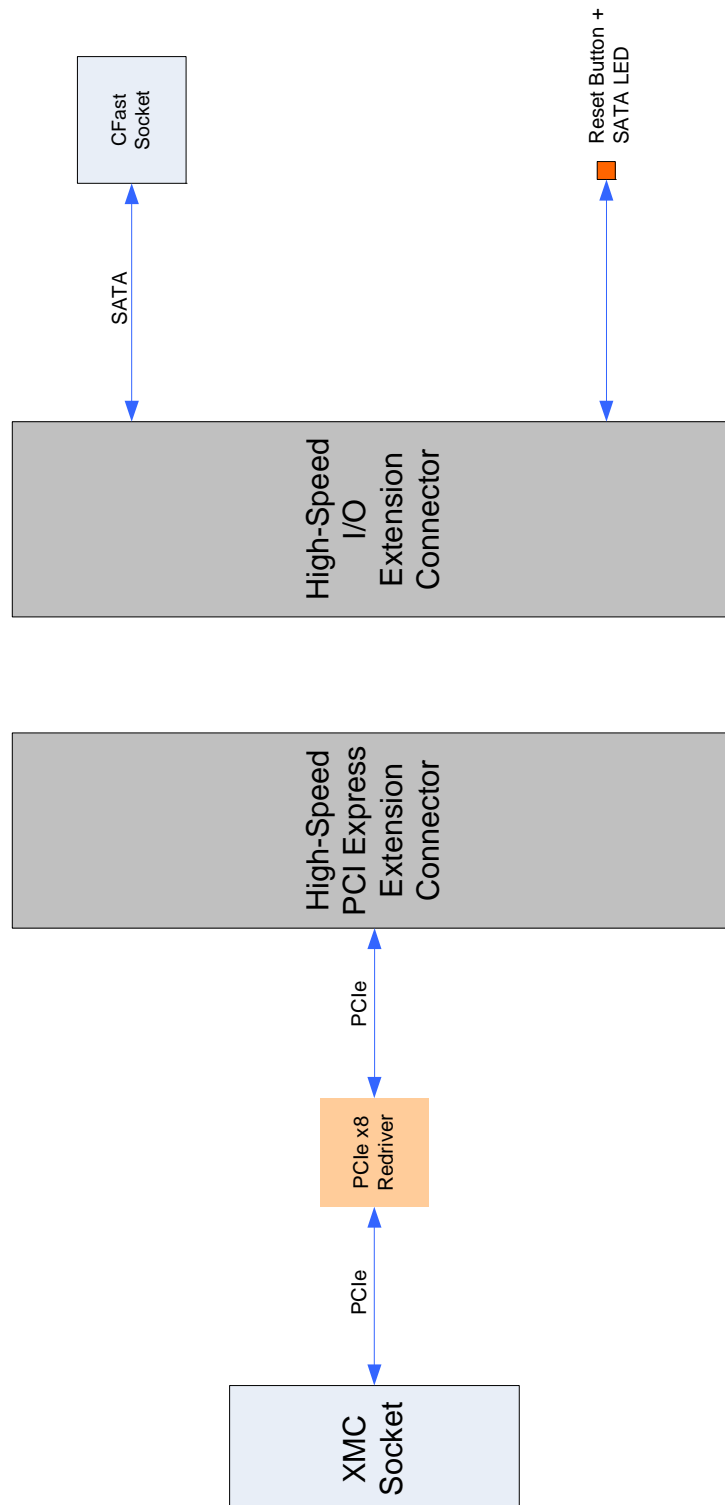 CFast
Socket
Reset Button +
SATA LED
SATA
High-Speed
I/O
Extension
Connector
High-Speed
PCI Express
Extension
Connector
PCIe
PCIe x8
Redriver
PCIe
XMC
Socket